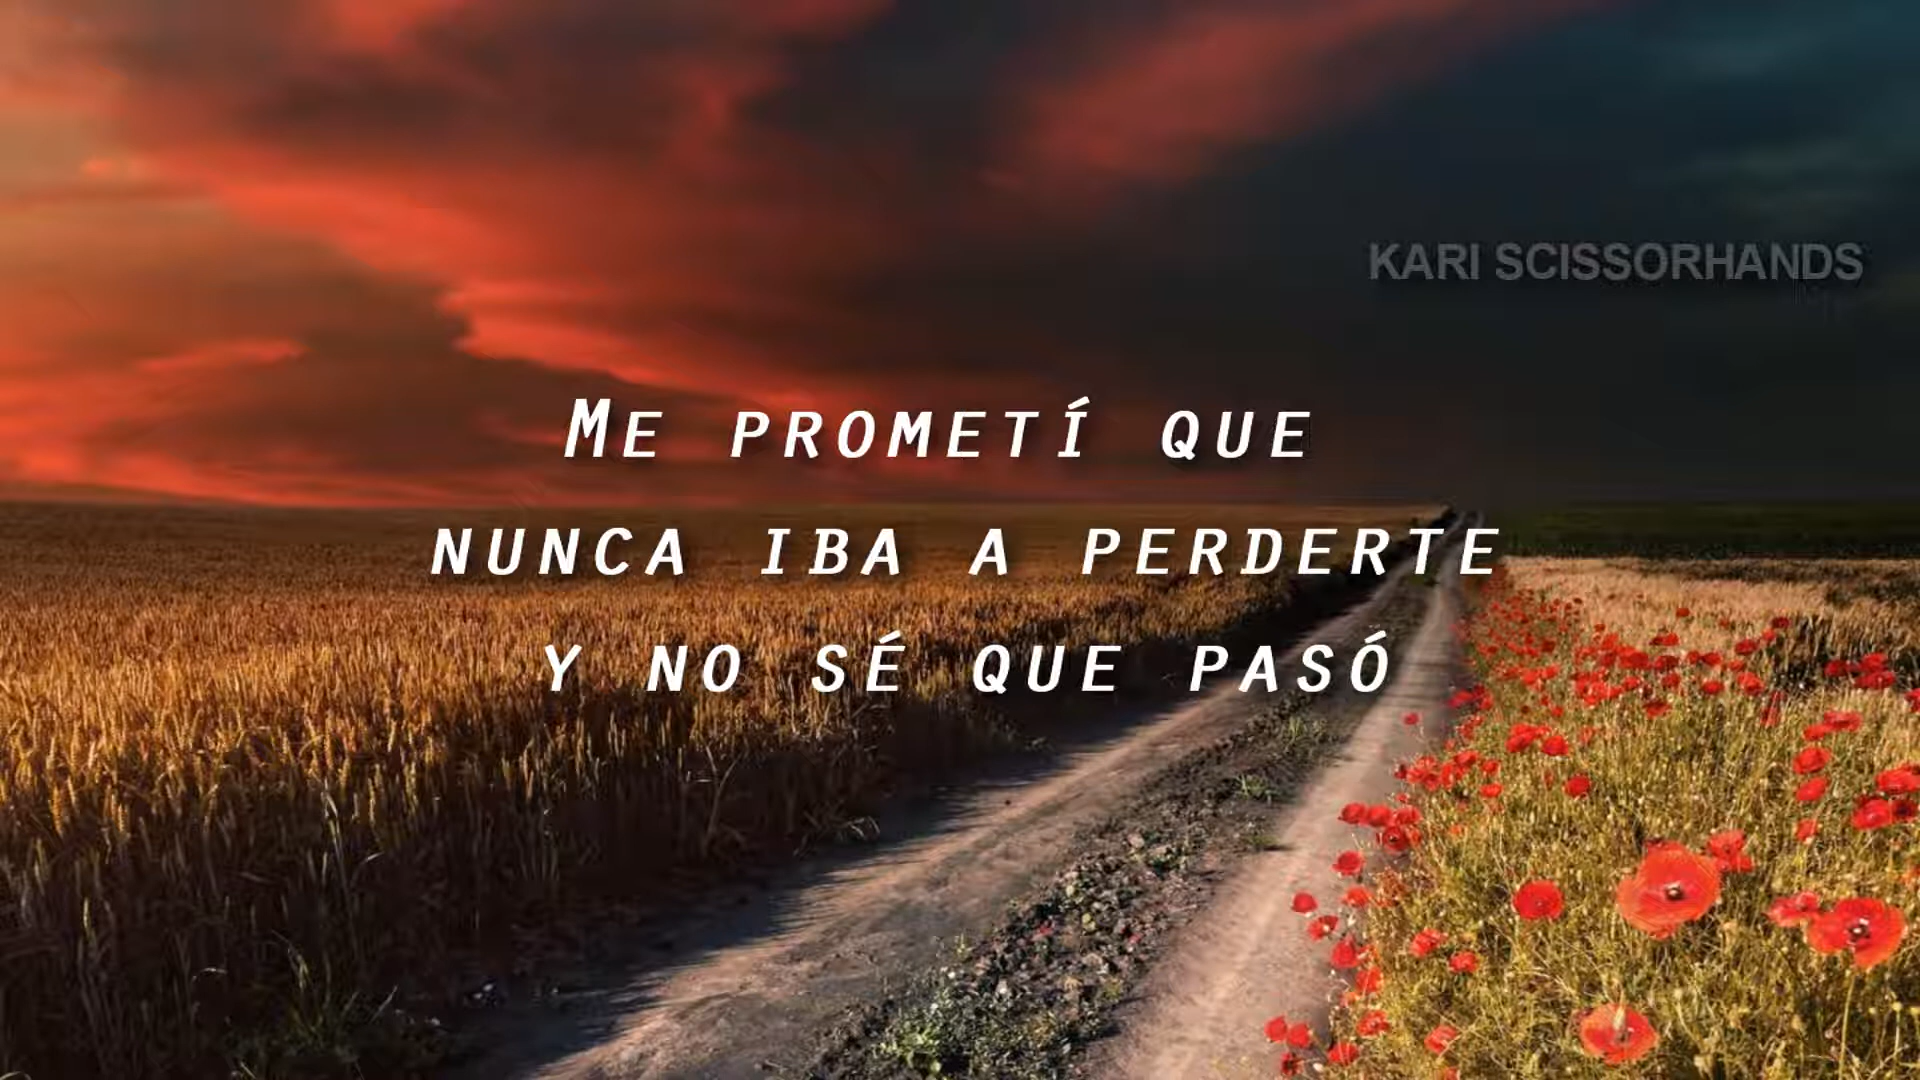 KARI SCISSORHANDS
ME PROMETÍ QUE
NUNCA IBA A PERDERTE
Y NO SÉ QUE PASÓ